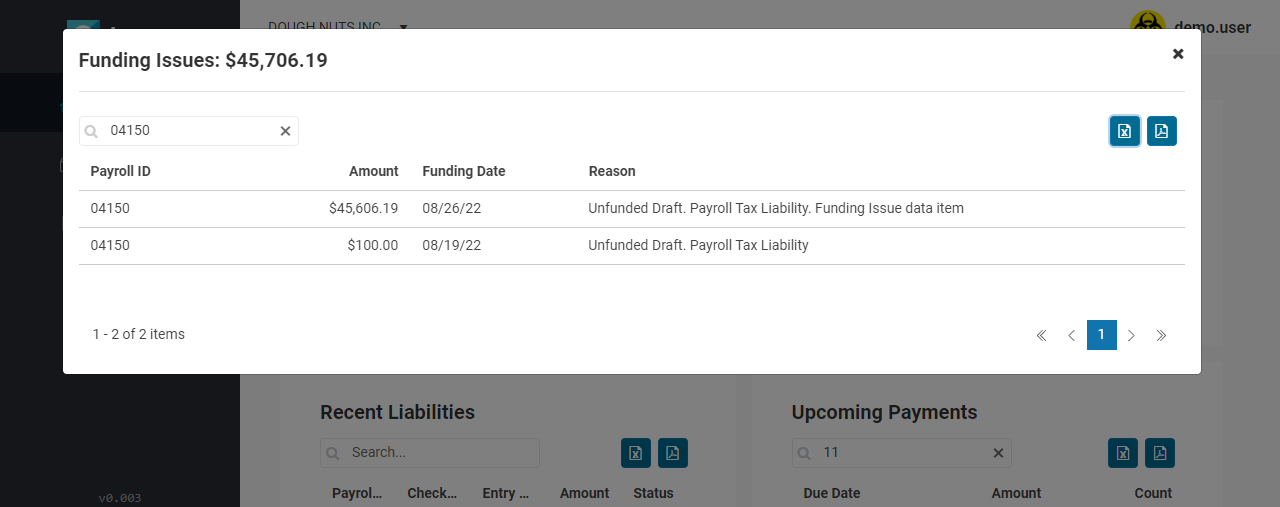 DOUGH NUTS INC
demo.user
Funding Issues: $45,706.19
04150
Payroll ID Amount Funding Date Reason
04150 $45,606.19 08/26/22 Unfunded Draft. Payroll Tax Liability. Funding Issue data item
04150 $100.00 08/19/22 Unfunded Draft. Payroll Tax Liability
1 - 2 of 2 items
1
Recent Liabilities Upcoming Payments
Search... 11
Payrol... Check... Entry ... Amount Status Due Date Amount Count
v0.003